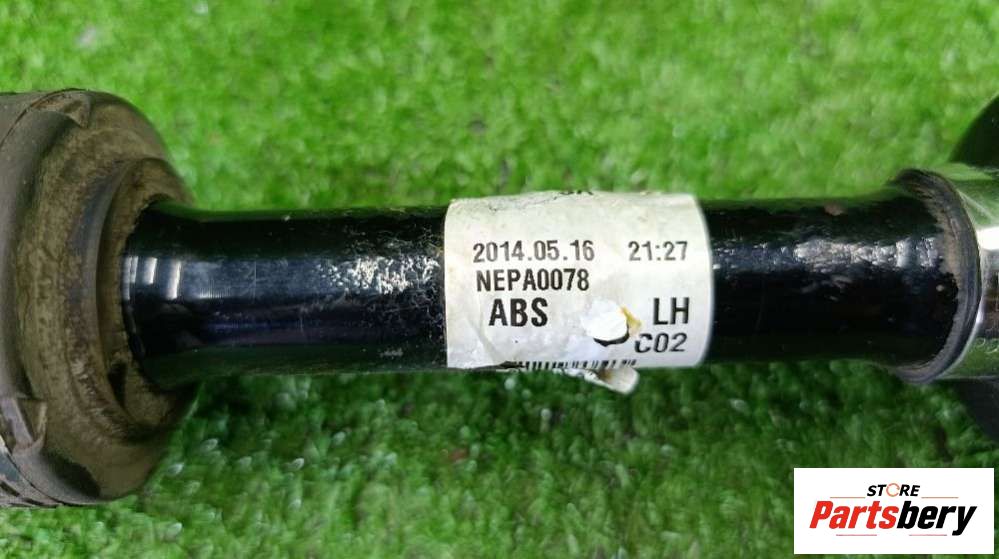 2014.05.16 21:27
NEPA0078
ABS LH
C02
STORE
Partsbery